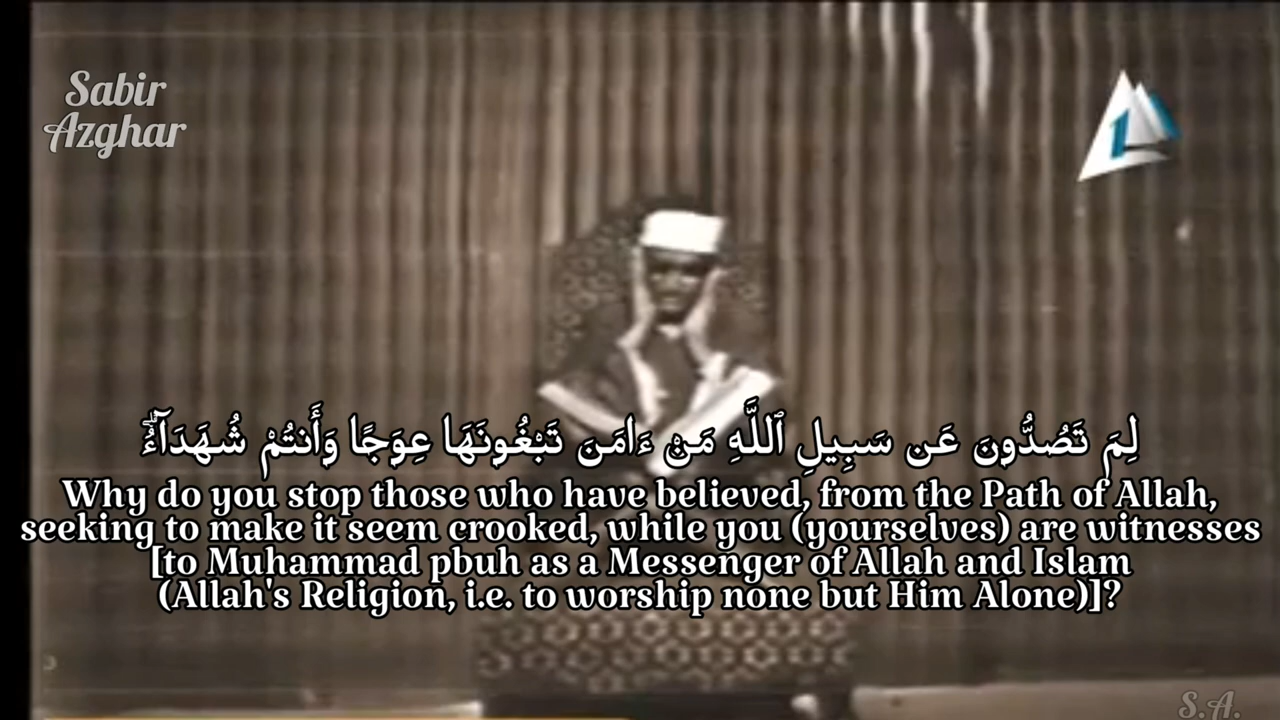 Sabir
Azghar
لِمَ تَصُدُّونَ عَن سَبِيلِ ٱللَّهِ مَنْ ءَامَنَ تَبْغُونَهَا عِوَجًا وَأَنتُمْ شُهَدَآءُ ۗ
Why do you stop those who have believed, from the Path of Allah,
seeking to make it seem crooked, while you (yourselves) are witnesses
[to Muhammad pbuh as a Messenger of Allah and Islam
(Allah's Religion, i.e. to worship none but Him Alone)]?
S.A.